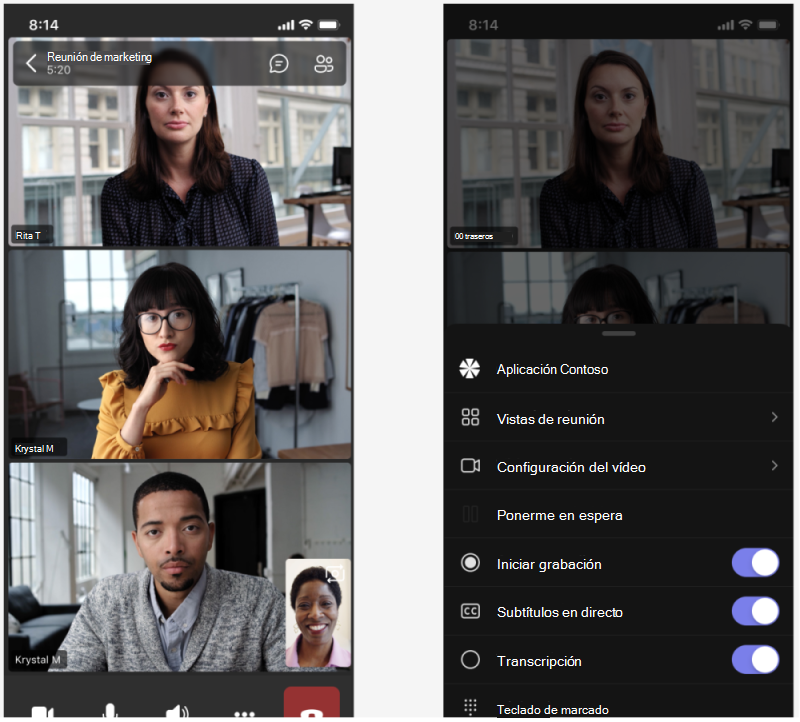 8:14
Reunión de marketing
5:20
Rita T
Krystal M
Krystal M
8:14
00 traseros
Aplicación Contoso
Vistas de reunión
Configuración del vídeo
Ponerme en espera
Iniciar grabación
CC
Subtítulos en directo
Transcripción
Teclado de marcado